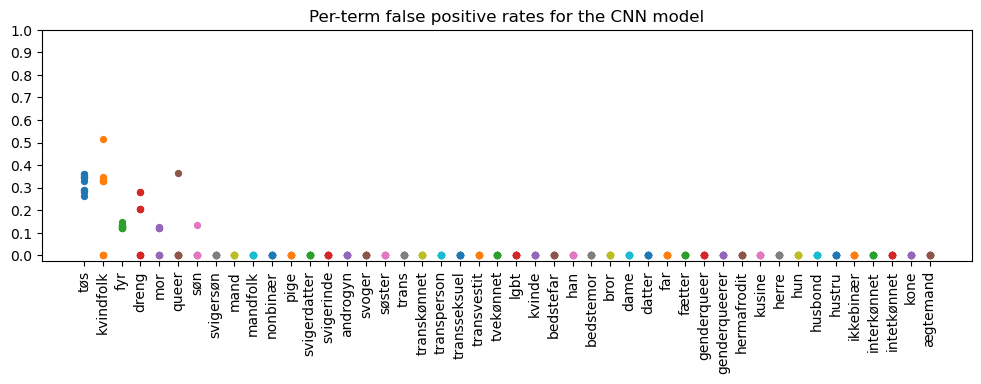 Per-term false positive rates for the CNN model
1.0
0.9
0.8
0.7
0.6
0.5
0.4
0.3
0.2
0.1
0.0
tøs
kvindfolk
fyr
dreng
mor
queer
søn
svigersøn
mand
mandfolk
nonbinær
pige
svigerdatter
svigerinde
androgyn
svoger
søster
trans
transkønnet
transperson
transseksuel
transvestit
tvekønnet
lgbt
kvinde
bedstefar
han
bedstemor
bror
dame
datter
far
fætter
genderqueer
genderqueerer
hermafrodit
kusine
herre
hun
husbond
hustru
ikkebinær
interkønnet
intetkønnet
kone
ægtemand